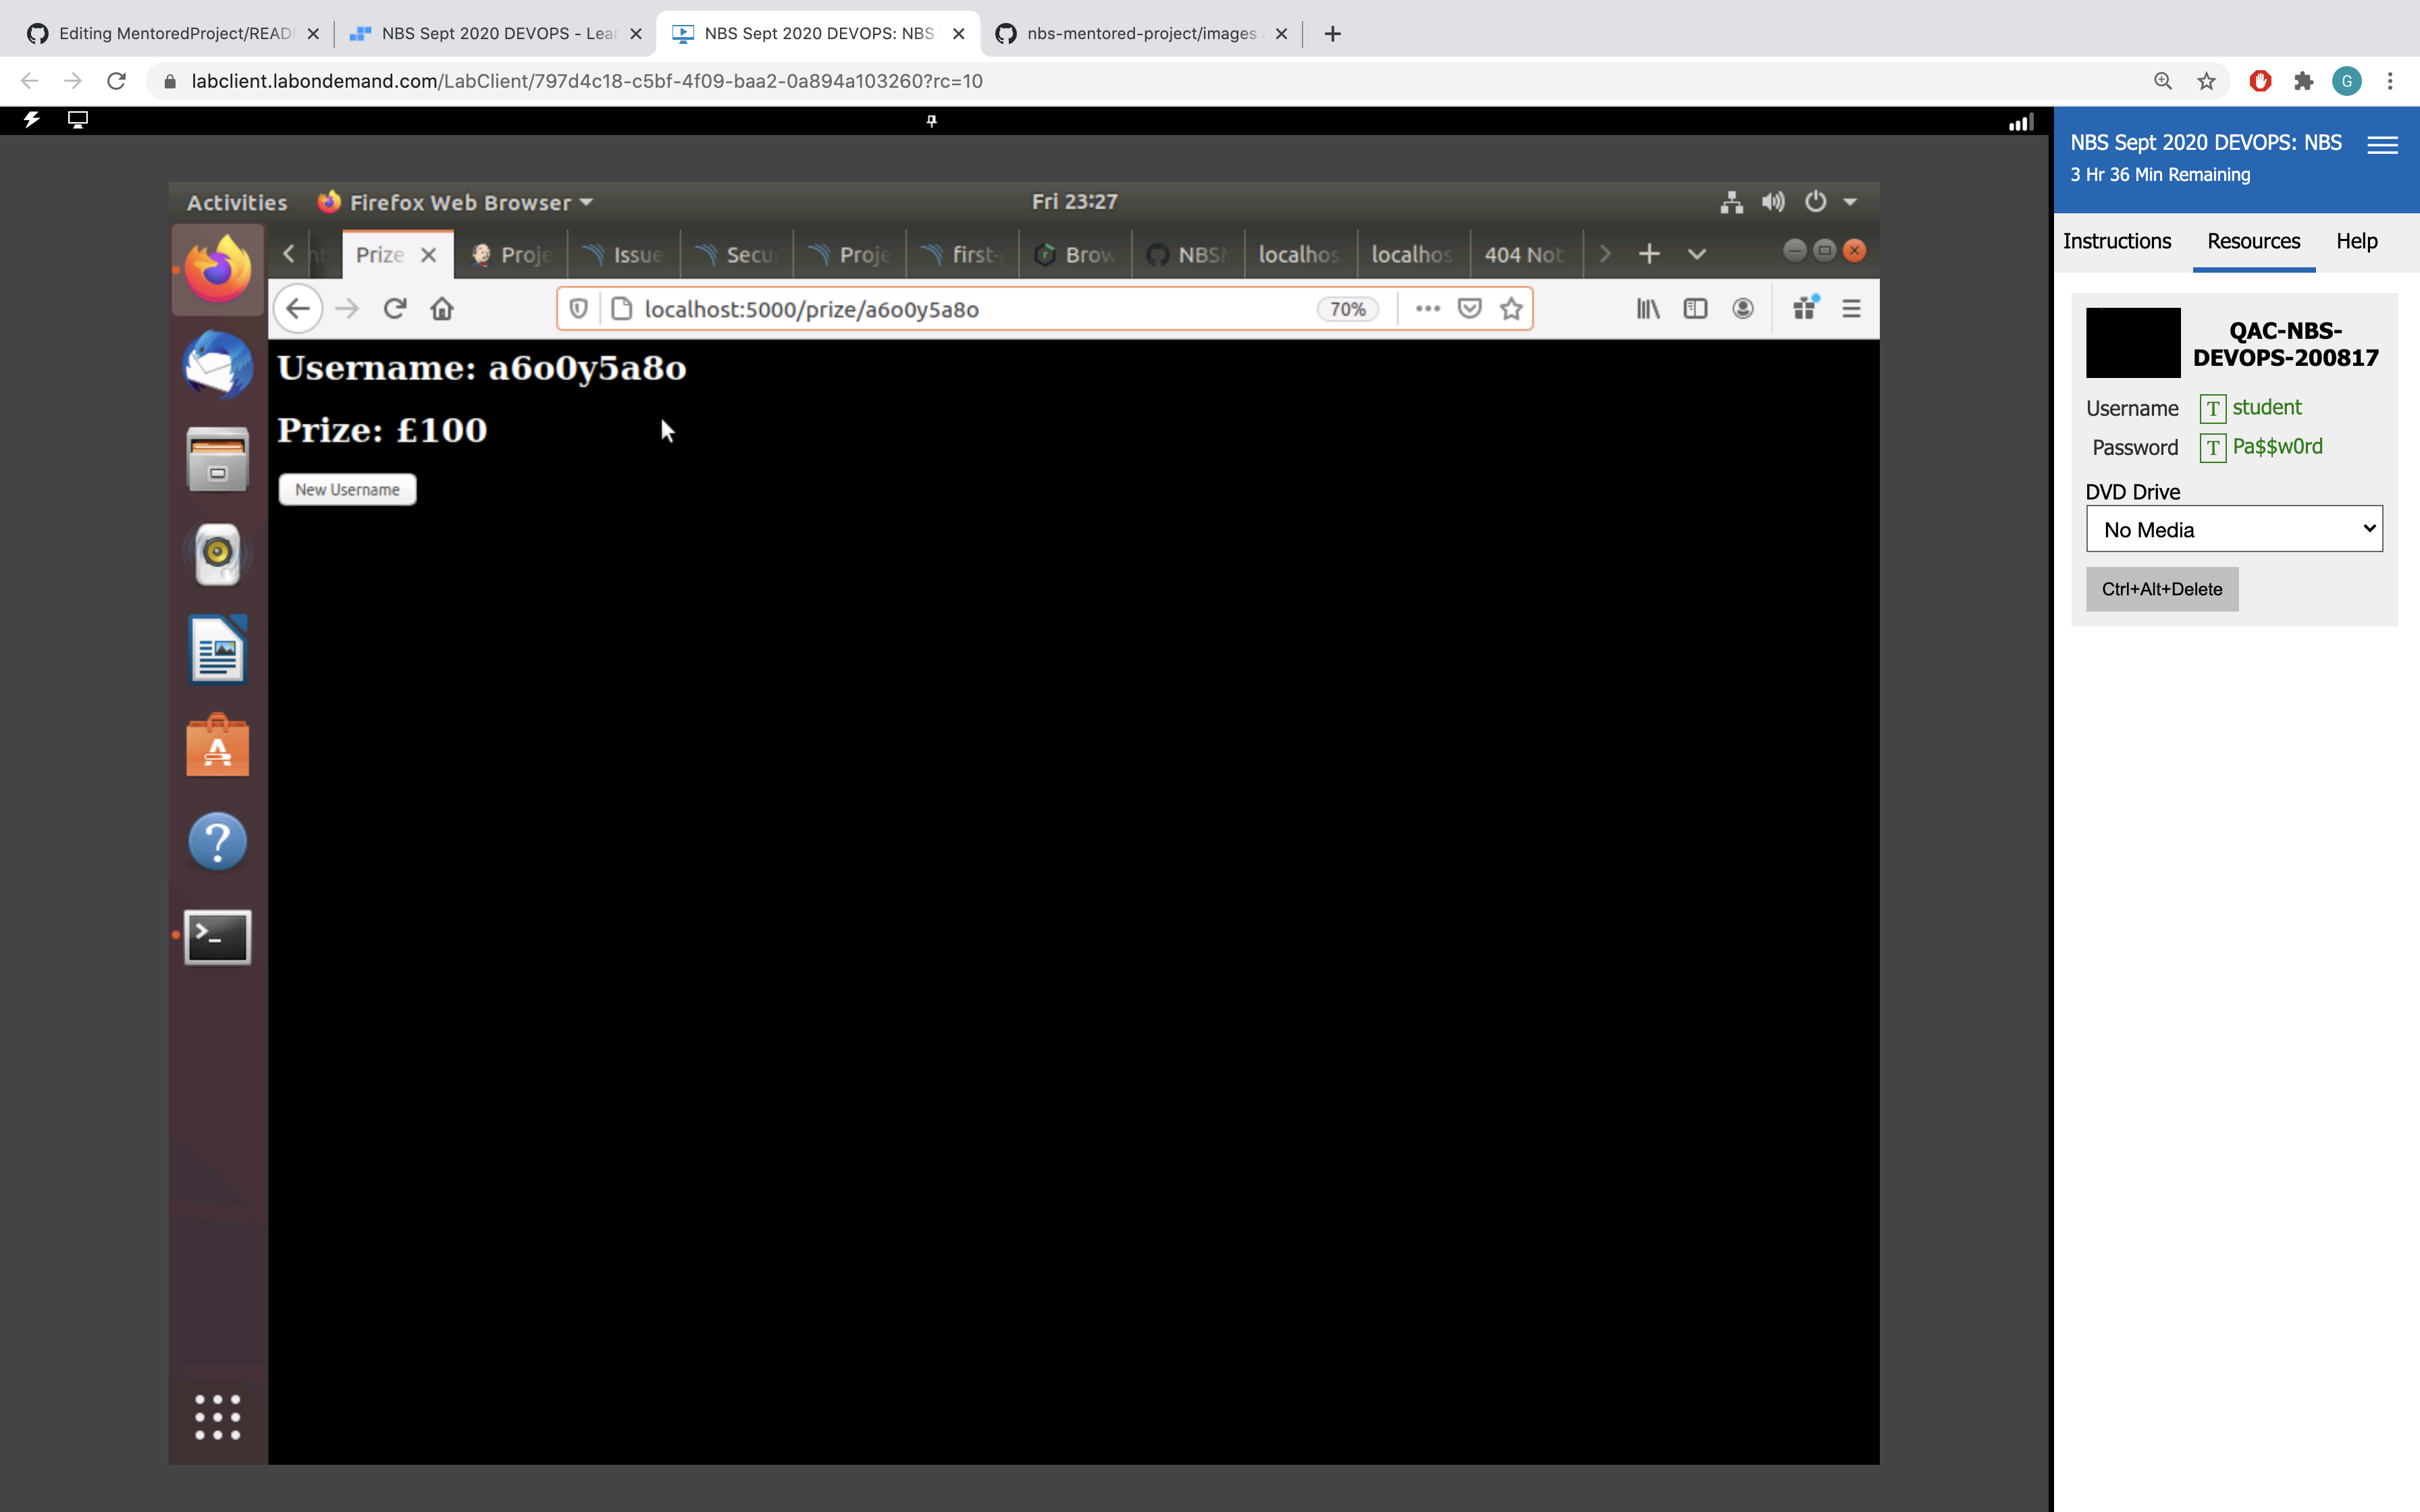 Editing MentoredProject/READ
NBS Sept 2020 DEVOPS - Lea
NBS Sept 2020 DEVOPS: NBS
nbs-mentored-project/images
labclient.labondemand.com/LabClient/797d4c18-c5bf-4f09-baa2-0a894a103260?rc=10
G
NBS Sept 2020 DEVOPS: NBS
3 Hr 36 Min Remaining
Instructions Resources Help
QAC-NBS-
DEVOPS-200817
Username T student
Password T Pa$$w0rd
DVD Drive
No Media
Ctrl+Alt+Delete
Activities Firefox Web Browser Fri 23:27
Prize Proje Issue Secu Proje first- Brow NBS localhos localhos 404 Not
localhost:5000/prize/a6o0y5a8o 70%
Username: a6o0y5a8o
Prize: £100
New Username